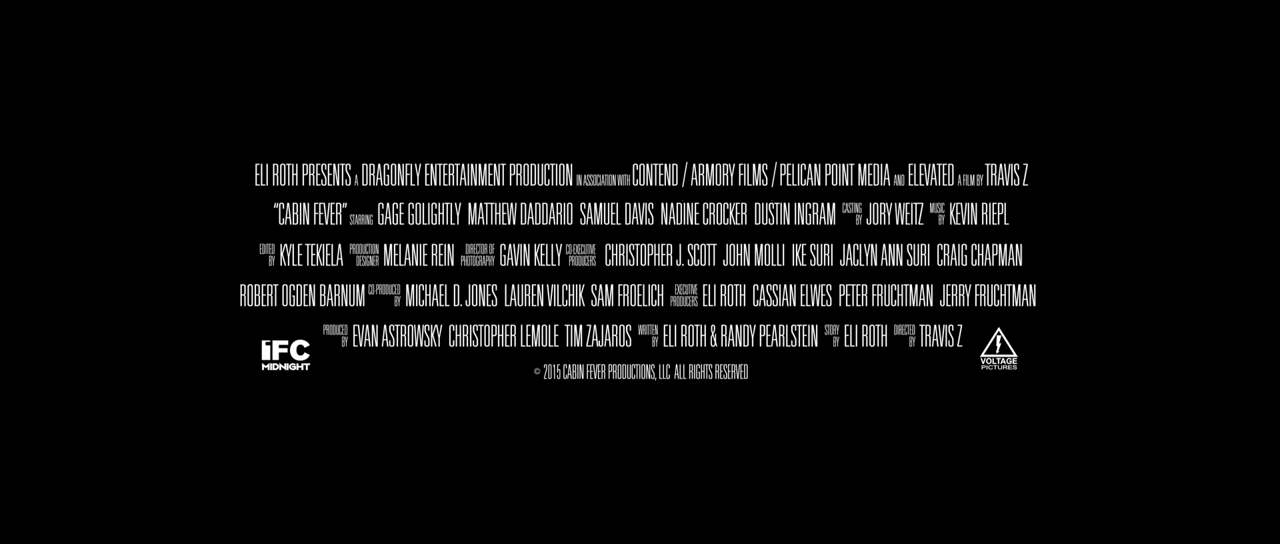 ELI ROTH PRESENTS A DRAGONFLY ENTERTAINMENT PRODUCTION IN ASSOCIATION WITH CONTEND / ARMORY FILMS / PELICAN POINT MEDIA AND ELEVATED A FILM BY TRAVIS Z
"CABIN FEVER" STARRING GAGE GOLIGHTLY MATTHEW DADDARIO SAMUEL DAVIS NADINE CROCKER DUSTIN INGRAM CASTING BY JORY WEITZ MUSIC BY KEVIN RIEPL
EDITED BY KYLE TEKIELA PRODUCTION DESIGNER MELANIE REIN DIRECTOR OF PHOTOGRAPHY GAVIN KELLY CO-EXECUTIVE PRODUCERS CHRISTOPHER J. SCOTT JOHN MOLLI IKE SURI JACLYN ANN SURI CRAIG CHAPMAN
ROBERT OGDEN BARNUM CO-PRODUCED BY MICHAEL D. JONES LAUREN VILCHIK SAM FROELICH EXECUTIVE PRODUCERS ELI ROTH CASSIAN ELWES PETER FRUCHTMAN JERRY FRUCHTMAN
PRODUCED BY EVAN ASTROWSKY CHRISTOPHER LEMOLE TIM ZAJAROS WRITTEN BY ELI ROTH & RANDY PEARLSTEIN STORY BY ELI ROTH DIRECTED BY TRAVIS Z
IFC
MIDNIGHT
VOLTAGE
PICTURES
© 2015 CABIN FEVER PRODUCTIONS, LLC ALL RIGHTS RESERVED